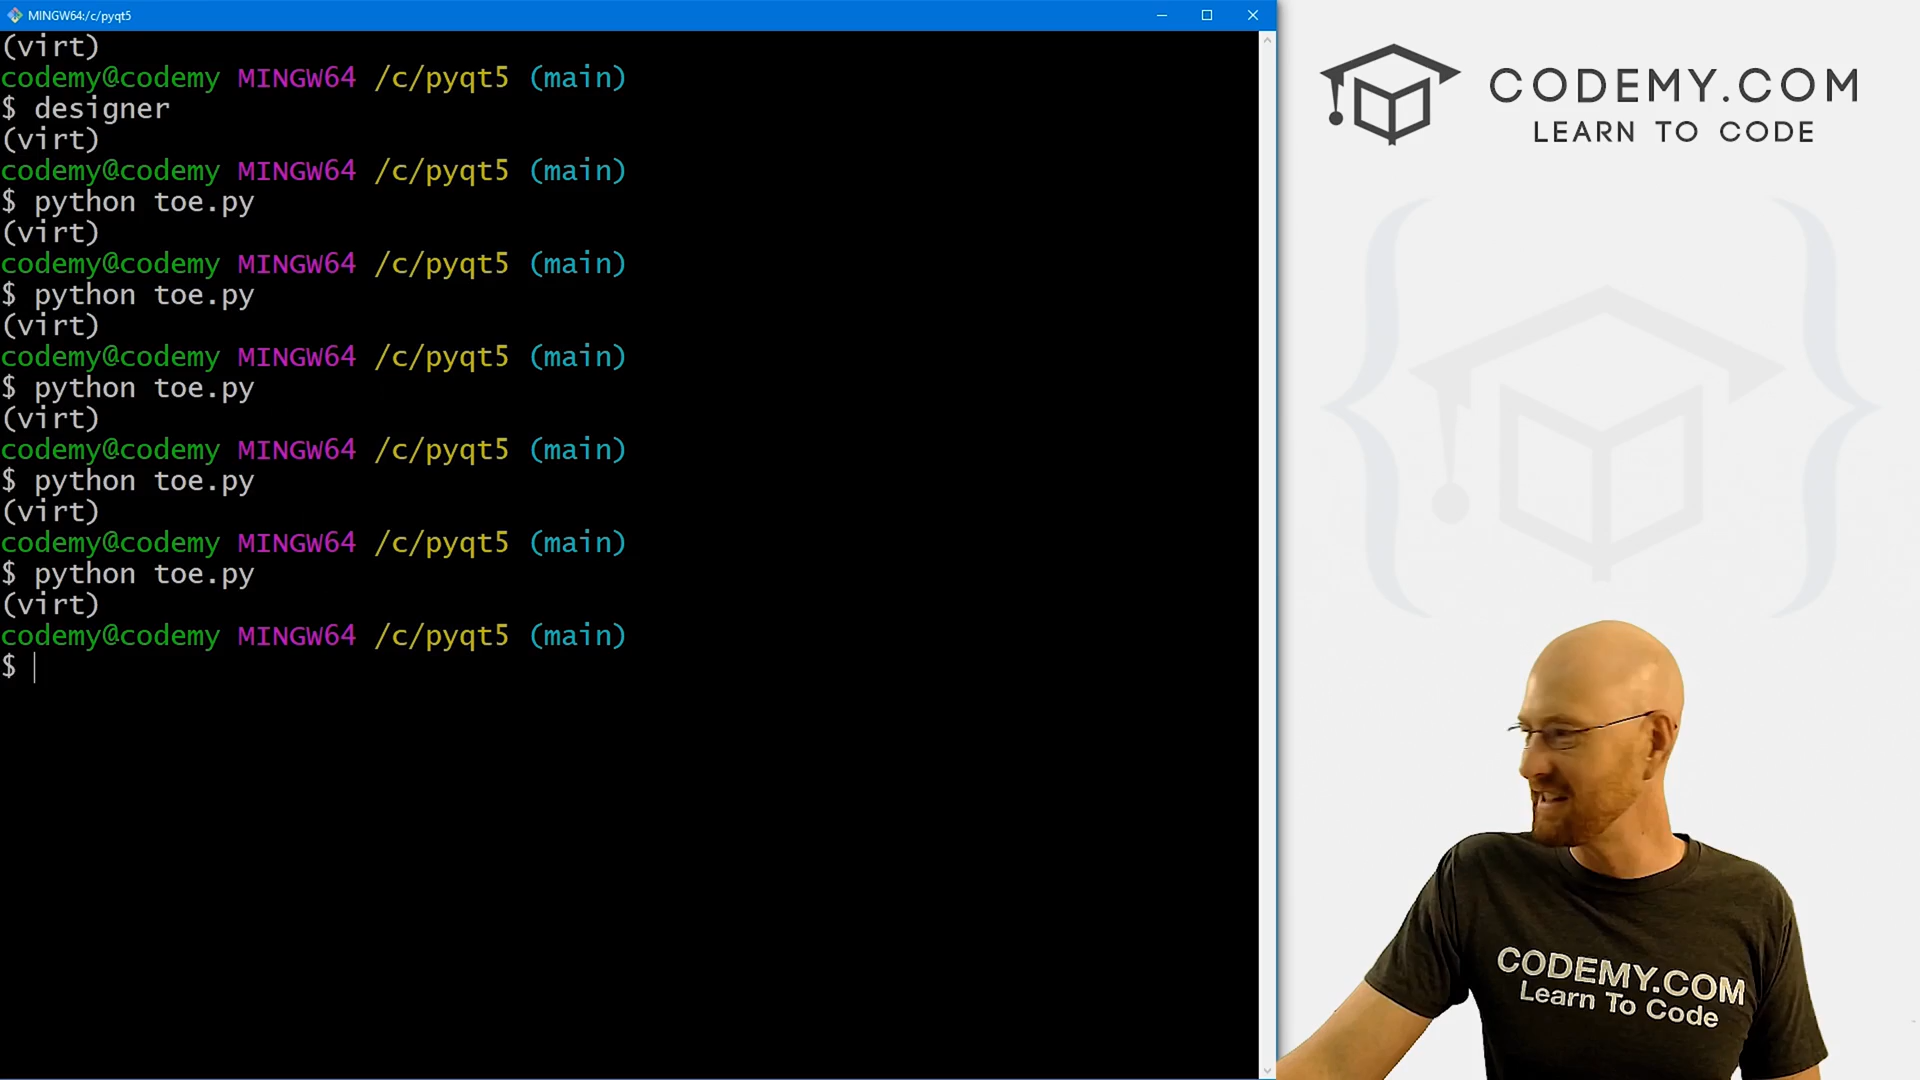 MINGW64:/c/pyqt5
(virt)
codemy@codemy MINGW64 /c/pyqt5 (main)
$ designer
(virt)
codemy@codemy MINGW64 /c/pyqt5 (main)
$ python toe.py
(virt)
codemy@codemy MINGW64 /c/pyqt5 (main)
$ python toe.py
(virt)
codemy@codemy MINGW64 /c/pyqt5 (main)
$ python toe.py
(virt)
codemy@codemy MINGW64 /c/pyqt5 (main)
$ python toe.py
(virt)
codemy@codemy MINGW64 /c/pyqt5 (main)
$ python toe.py
(virt)
codemy@codemy MINGW64 /c/pyqt5 (main)
$
CODEMY.COM
LEARN TO CODE
CODEMY.COM
Learn To Code